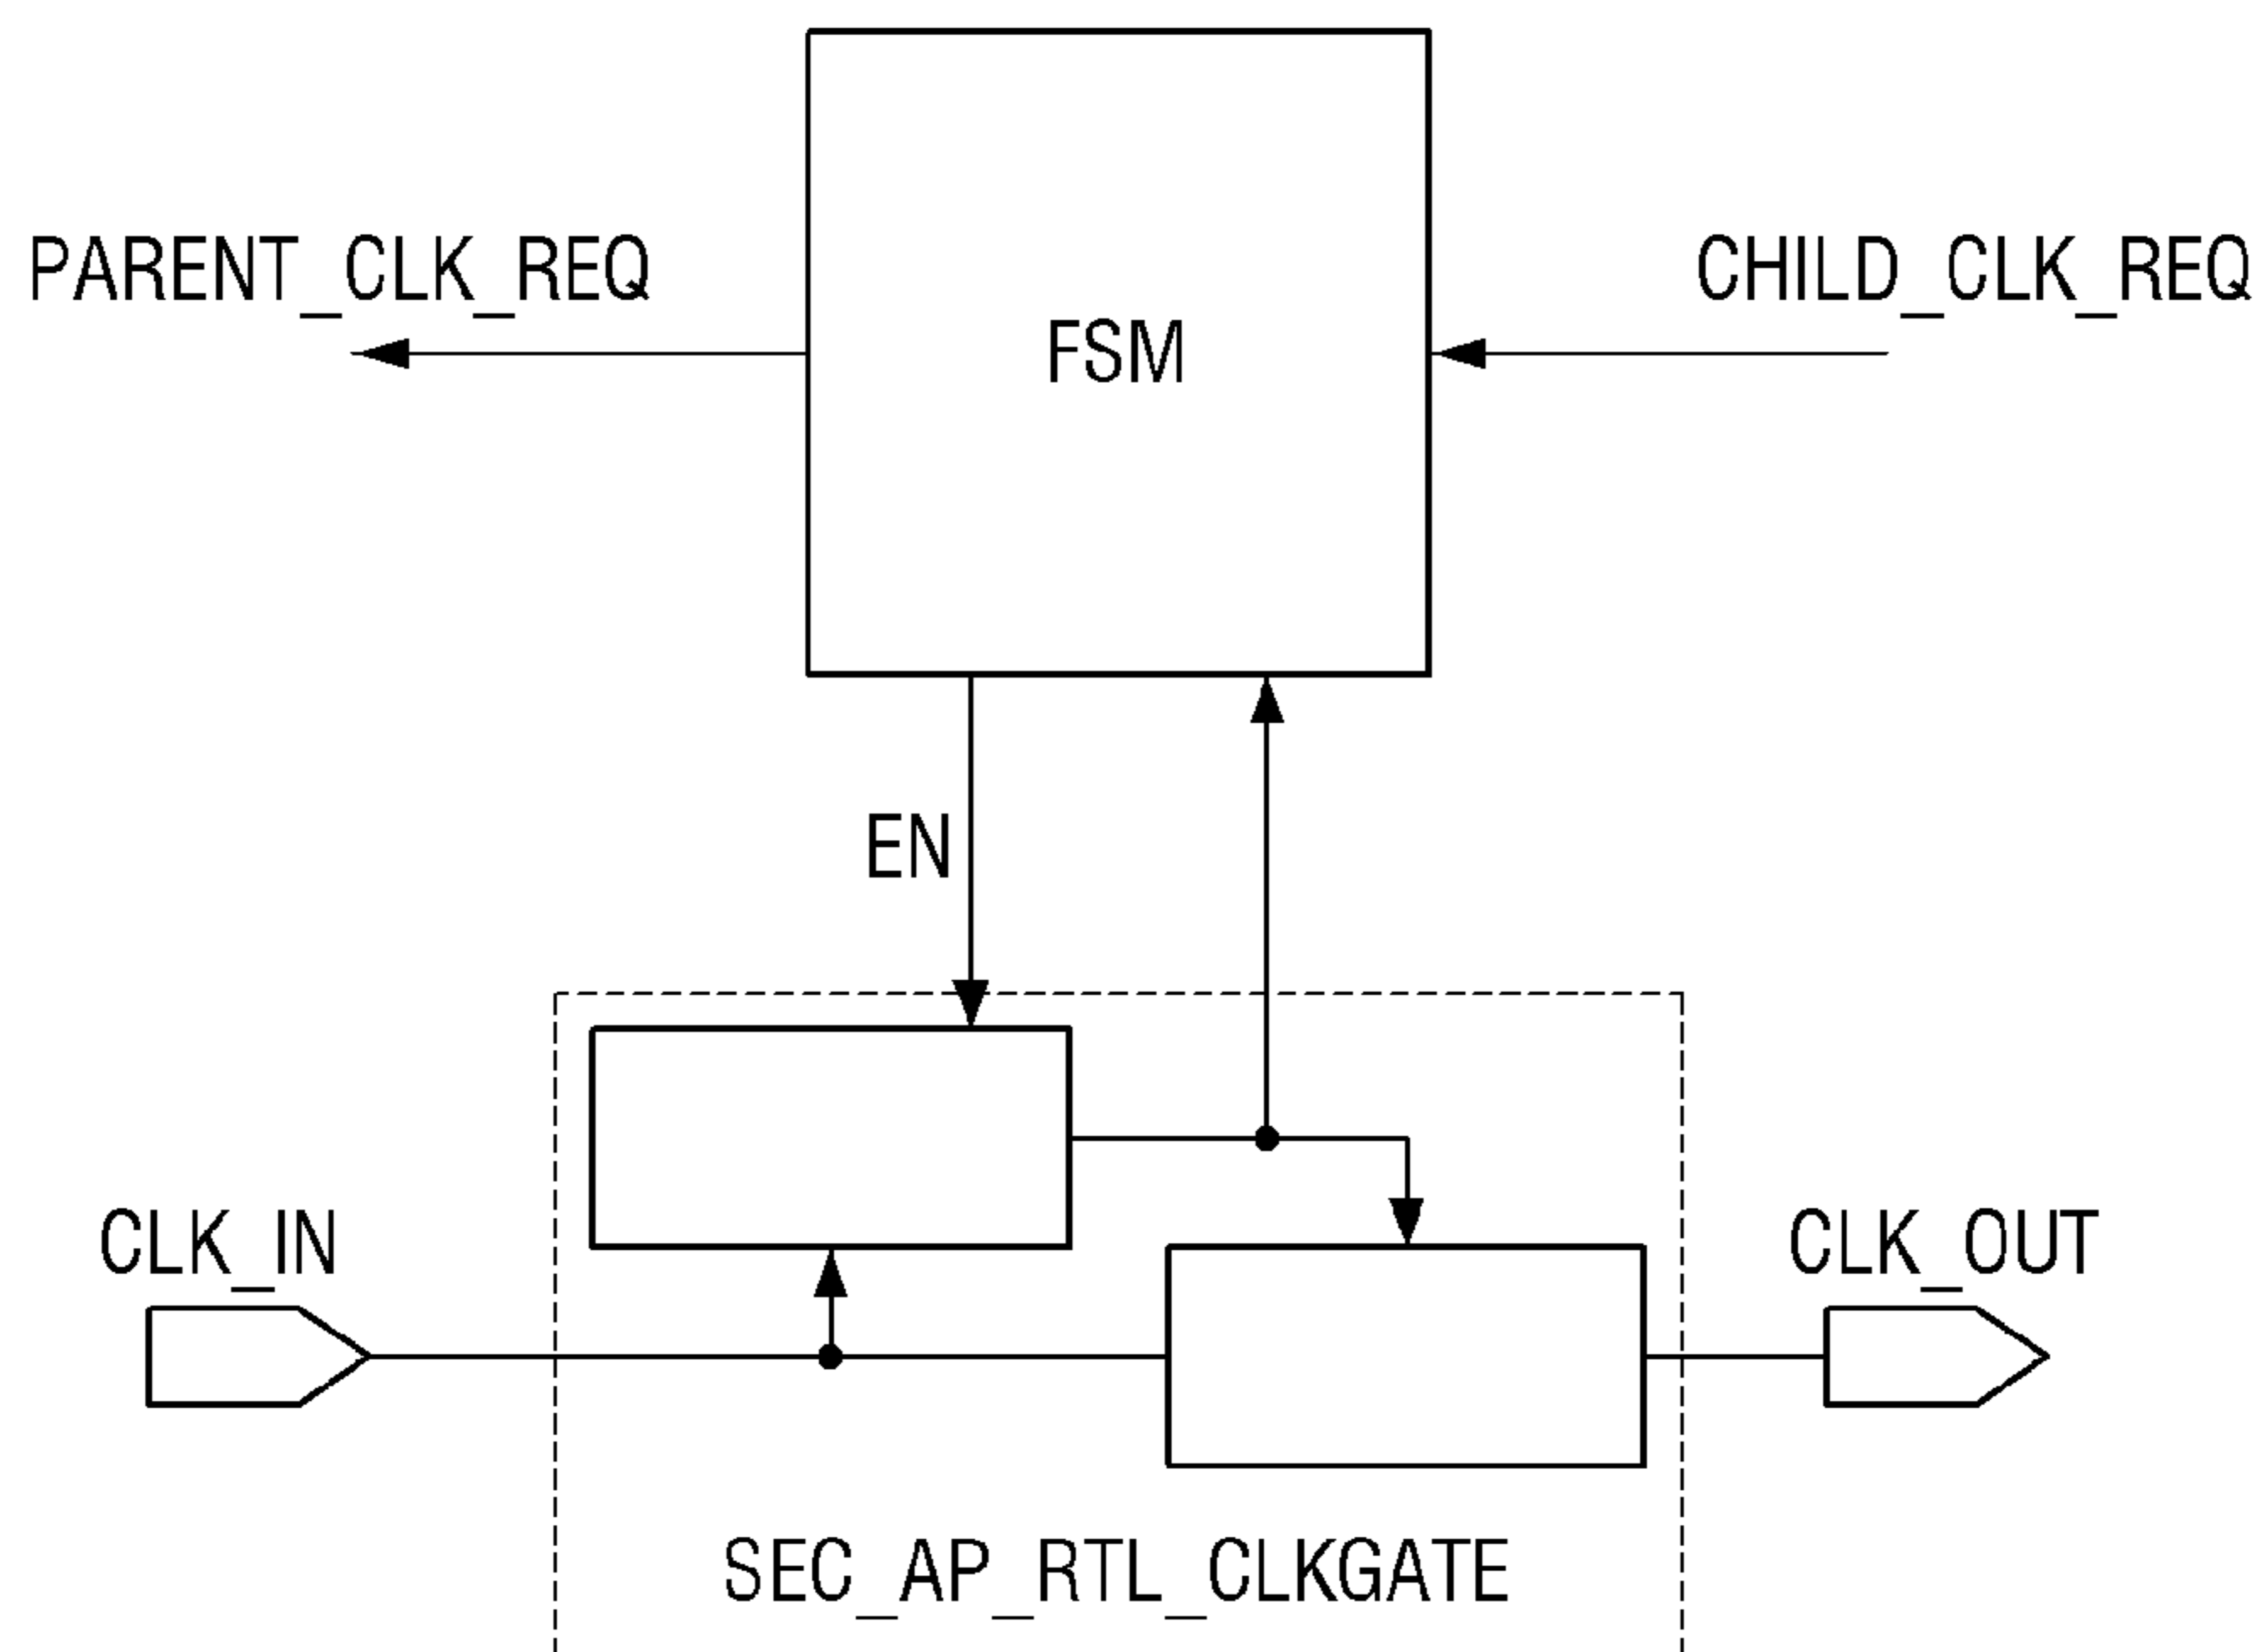 PARENT_CLK_REQ
CHILD_CLK_REQ
FSM
EN
CLK_IN
CLK_OUT
SEC_AP_RTL_CLKGATE